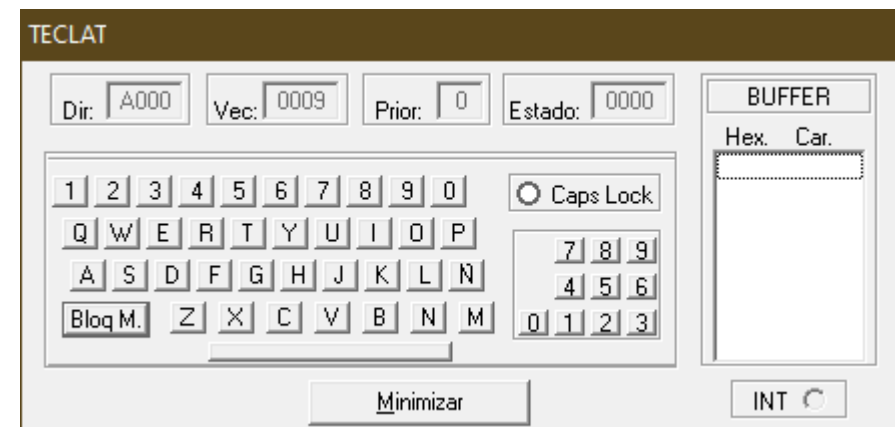 TECLAT
Dir: A000 Vec: 0009 Prior: 0 Estado: 0000
BUFFER
Hex. Car.
1 2 3 4 5 6 7 8 9 0
Caps Lock
Q W E R T Y U I O P
7 8 9
A S D F G H J K L Ñ
4 5 6
Bloq M. Z X C V B N M
0 1 2 3
Minimizar
INT